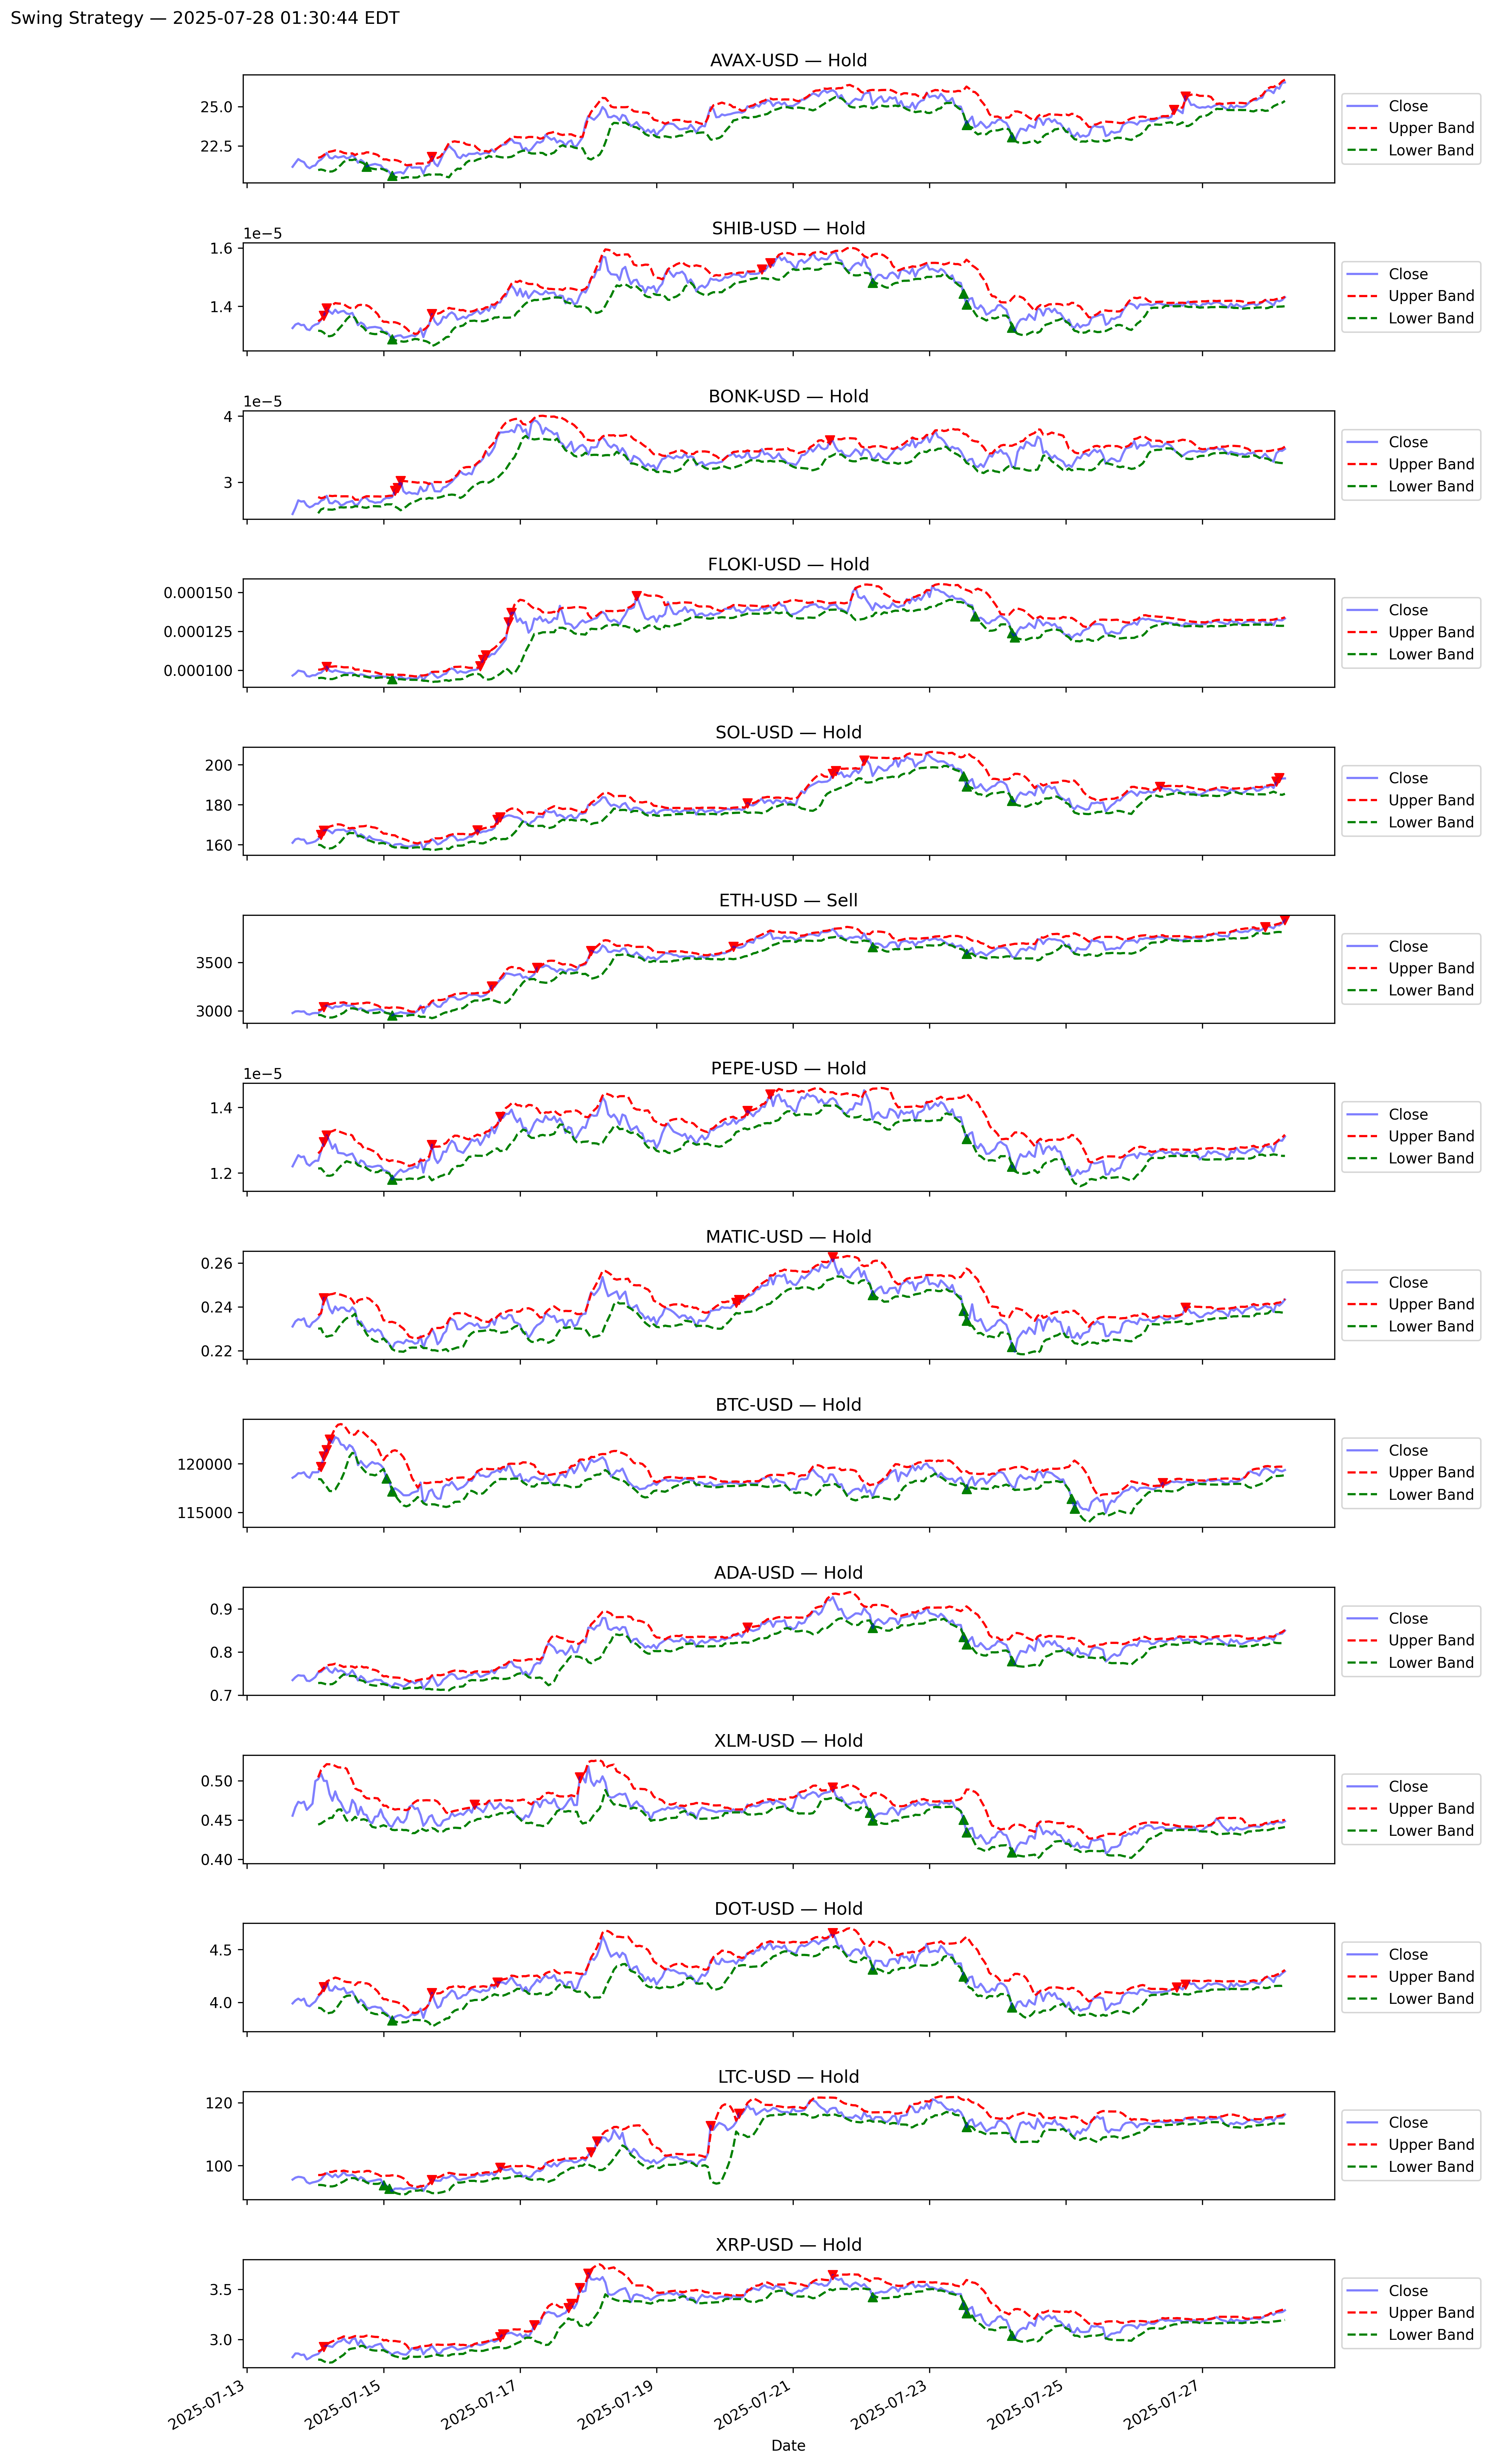 Swing Strategy — 2025-07-28 01:30:44 EDT
AVAX-USD — Hold
25.0
22.5
Close
Upper Band
Lower Band
SHIB-USD — Hold
1e−5
1.6
1.4
Close
Upper Band
Lower Band
BONK-USD — Hold
1e−5
4
3
Close
Upper Band
Lower Band
FLOKI-USD — Hold
0.000150
0.000125
0.000100
Close
Upper Band
Lower Band
SOL-USD — Hold
200
180
160
Close
Upper Band
Lower Band
ETH-USD — Sell
3500
3000
Close
Upper Band
Lower Band
PEPE-USD — Hold
1e−5
1.4
1.2
Close
Upper Band
Lower Band
MATIC-USD — Hold
0.26
0.24
0.22
Close
Upper Band
Lower Band
BTC-USD — Hold
120000
115000
Close
Upper Band
Lower Band
ADA-USD — Hold
0.9
0.8
0.7
Close
Upper Band
Lower Band
XLM-USD — Hold
0.50
0.45
0.40
Close
Upper Band
Lower Band
DOT-USD — Hold
4.5
4.0
Close
Upper Band
Lower Band
LTC-USD — Hold
120
100
Close
Upper Band
Lower Band
XRP-USD — Hold
3.5
3.0
Close
Upper Band
Lower Band
2025-07-13
2025-07-15
2025-07-17
2025-07-19
2025-07-21
2025-07-23
2025-07-25
2025-07-27
Date